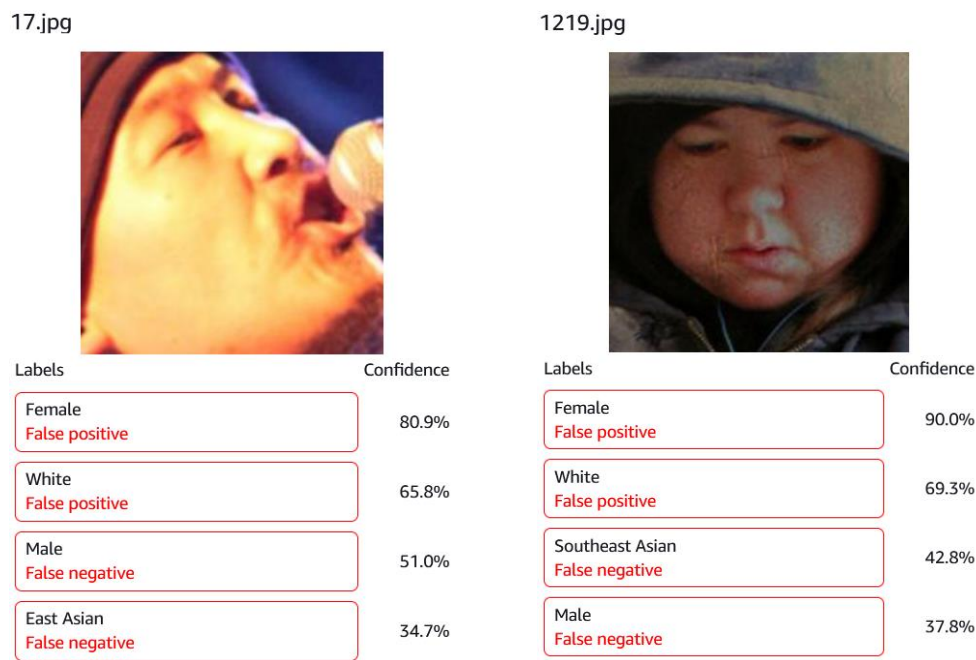 17.jpg
Labels Confidence
Female
False positive
80.9%
White
False positive
65.8%
Male
False negative
51.0%
East Asian
False negative
34.7%
1219.jpg
Labels Confidence
Female
False positive
90.0%
White
False positive
69.3%
Southeast Asian
False negative
42.8%
Male
False negative
37.8%